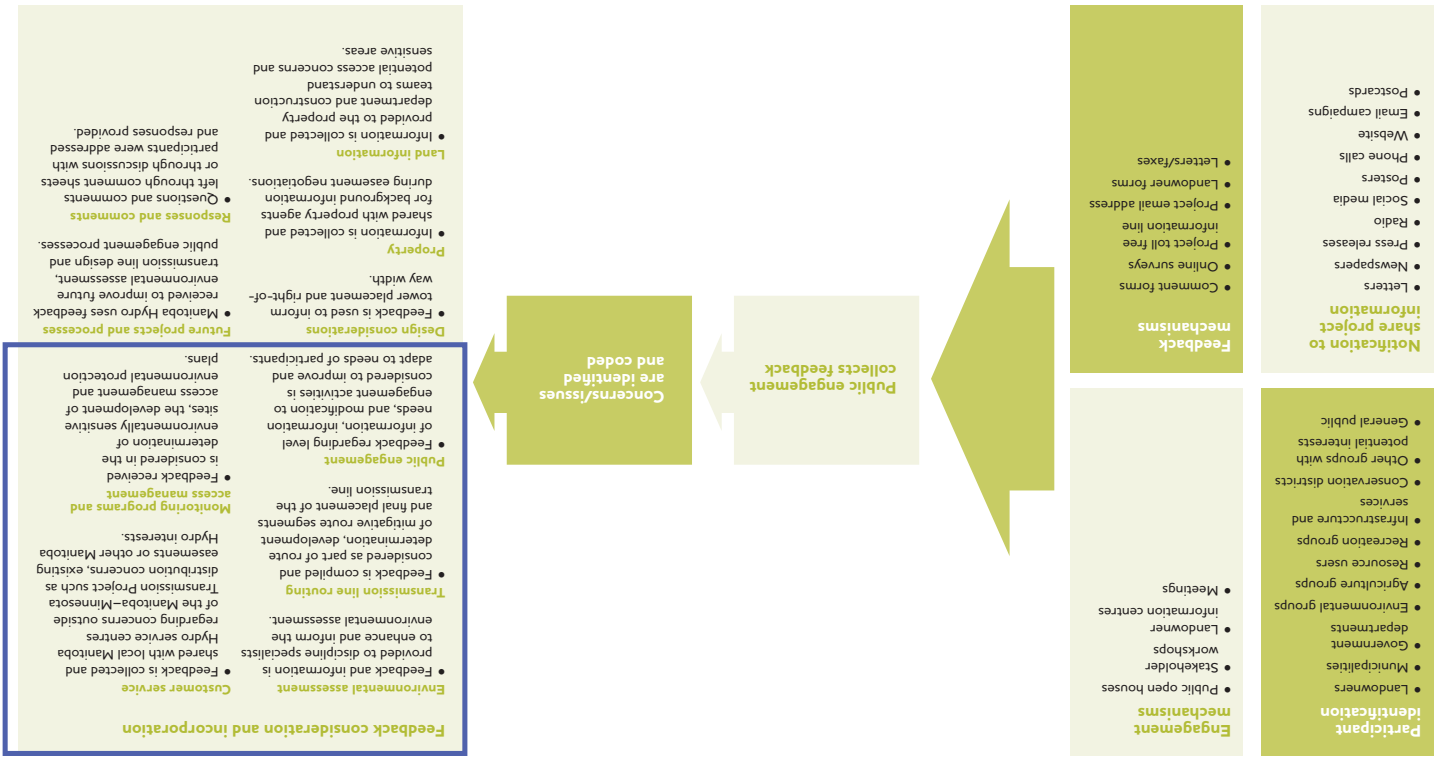 Participant
identification
• Landowners
• Municipalities
• Government
departments
• Environmental groups
• Agriculture groups
• Resource users
• Recreation groups
• Infrastruccture and
services
• Conservation districts
• Other groups with
potential interests
• General public
Engagement
mechanisms
• Public open houses
• Stakeholder
workshops
• Landowner
information centres
• Meetings
Notification to
share project
information
• Letters
• Newspapers
• Press releases
• Radio
• Social media
• Posters
• Phone calls
• Website
• Email campaigns
• Postcards
Feedback
mechanisms
• Comment forms
• Online surveys
• Project toll free
information line
• Project email address
• Landowner forms
• Letters/faxes
Public engagement
collects feedback
Concerns/issues
are identified
and coded
Feedback consideration and incorporation
Environmental assessment
• Feedback and information is
provided to discipline specialists
to enhance and inform the
environmental assessment.
Transmission line routing
• Feedback is compiled and
considered as part of route
determination, development
of mitigative route segments
and final placement of the
transmission line.
Public engagement
• Feedback regarding level
of information, information
needs, and modification to
engagement activities is
considered to improve and
adapt to needs of participants.
Design considerations
• Feedback is used to inform
tower placement and right-of-
way width.
Property
• Information is collected and
shared with property agents
for background information
during easement negotiations.
Land information
• Information is collected and
provided to the property
department and construction
teams to understand
potential access concerns and
sensitive areas.
Customer service
• Feedback is collected and
shared with local Manitoba
Hydro service centres
regarding concerns outside
of the Manitoba–Minnesota
Transmission Project such as
distribution concerns, existing
easements or other Manitoba
Hydro interests.
Monitoring programs and
access management
• Feedback received
is considered in the
determination of
environmentally sensitive
sites, the development of
access management and
environmental protection
plans.
Future projects and processes
• Manitoba Hydro uses feedback
received to improve future
environmental assessment,
transmission line design and
public engagement processes.
Responses and comments
• Questions and comments
left through comment sheets
or through discussions with
participants were addressed
and responses provided.